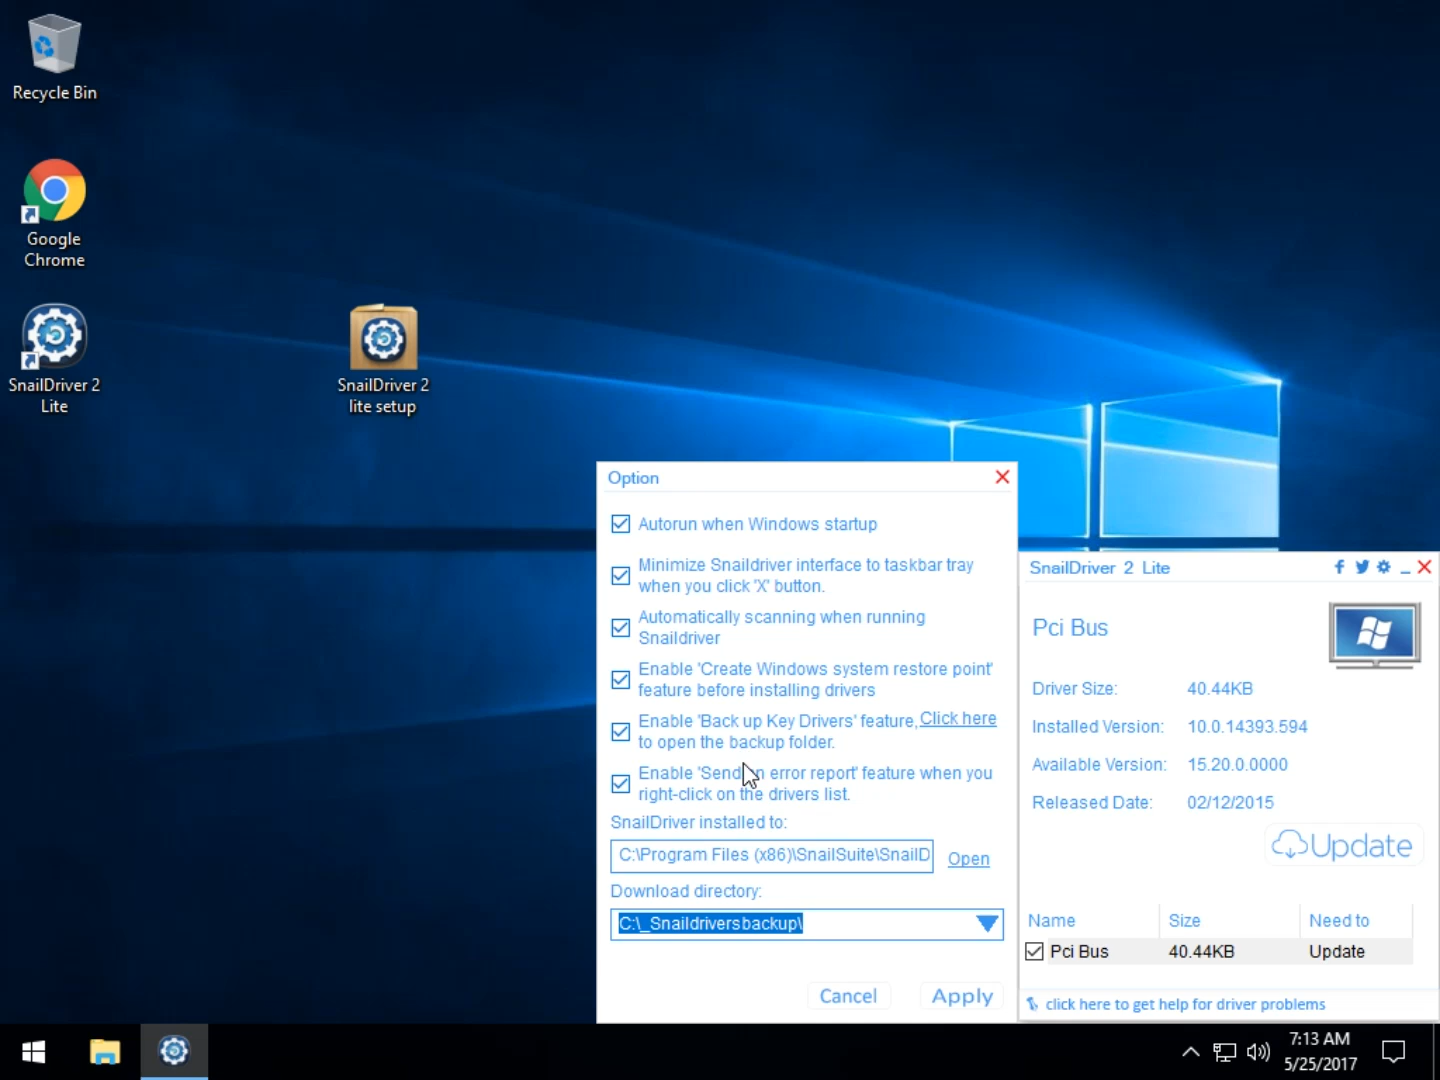 Recycle Bin
Google
Chrome
SnailDriver 2
Lite
SnailDriver 2
lite setup
Option
Autorun when Windows startup
Minimize Snaildriver interface to taskbar tray
when you click 'X' button.
Automatically scanning when running
Snaildriver
Enable 'Create Windows system restore point'
feature before installing drivers
Enable 'Back up Key Drivers' feature, Click here
to open the backup folder.
Enable 'Send an error report' feature when you
right-click on the drivers list.
SnailDriver installed to:
C:\Program Files (x86)\SnailSuite\SnailD
Open
Download directory:
C:\_Snaildriversbackup\
Cancel
Apply
SnailDriver 2 Lite
Pci Bus
Driver Size: 40.44KB
Installed Version: 10.0.14393.594
Available Version: 15.20.0.0000
Released Date: 02/12/2015
Update
Name Size Need to
Pci Bus 40.44KB Update
click here to get help for driver problems
7:13 AM
5/25/2017